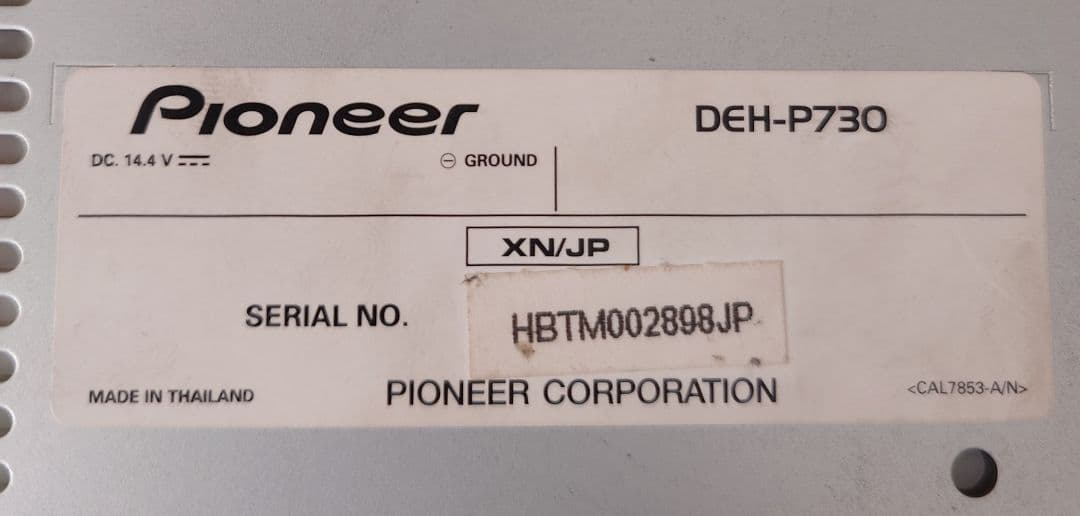 Pioneer DEH-P730
DC. 14.4 V ⎓ ⊖ GROUND
XN/JP
SERIAL NO. HBTM002898JP
MADE IN THAILAND PIONEER CORPORATION <CAL7853-A/N>